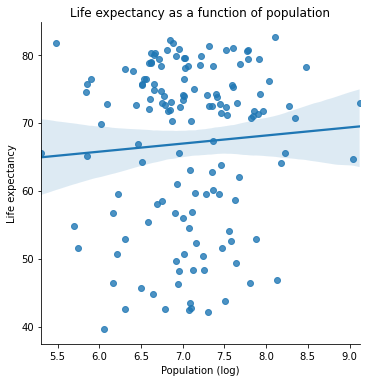 Life expectancy as a function of population
80
70
60
50
40
Life expectancy
5.5 6.0 6.5 7.0 7.5 8.0 8.5 9.0
Population (log)